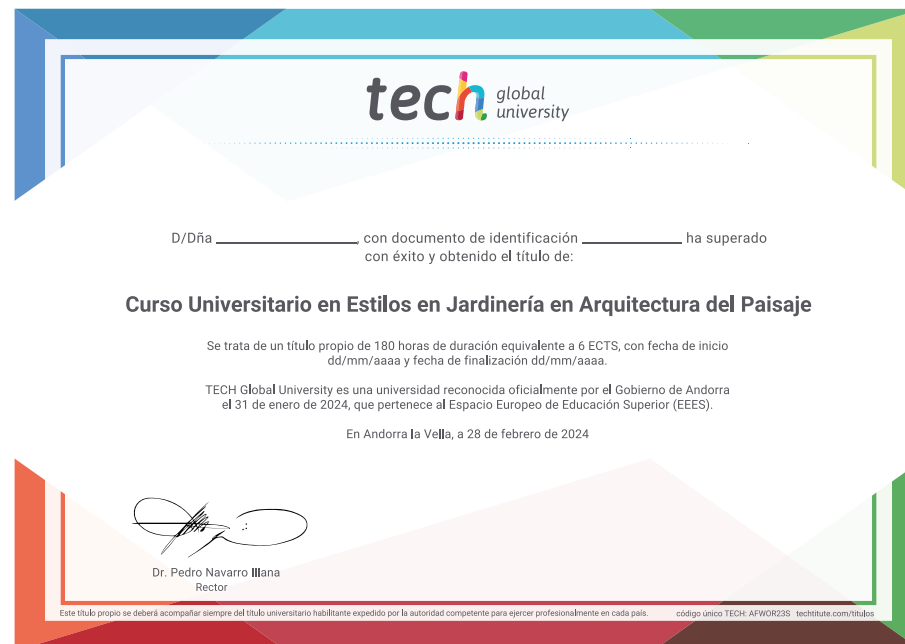 tech global university
D/Dña ____________________, con documento de identificación ______________ ha superado
con éxito y obtenido el título de:
Curso Universitario en Estilos en Jardinería en Arquitectura del Paisaje
Se trata de un título propio de 180 horas de duración equivalente a 6 ECTS, con fecha de inicio
dd/mm/aaaa y fecha de finalización dd/mm/aaaa.
TECH Global University es una universidad reconocida oficialmente por el Gobierno de Andorra
el 31 de enero de 2024, que pertenece al Espacio Europeo de Educación Superior (EEES).
En Andorra la Vella, a 28 de febrero de 2024
Dr. Pedro Navarro Illana
Rector
Este título propio se deberá acompañar siempre del título universitario habilitante expedido por la autoridad competente para ejercer profesionalmente en cada país. código único TECH: AFWOR23S techtitute.com/titulos